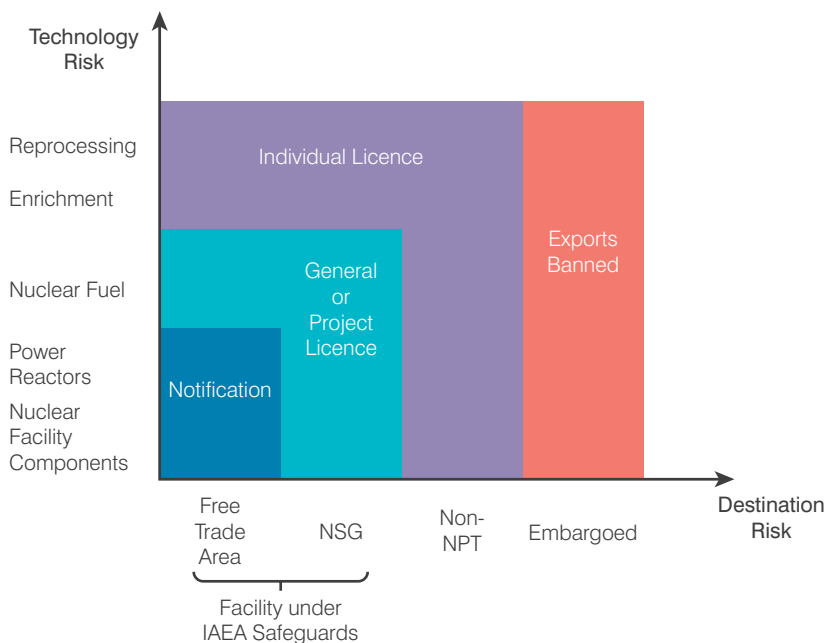 Technology
Risk
Reprocessing
Individual Licence
Enrichment
Exports
Banned
General
or
Project
Licence
Nuclear Fuel
Power
Reactors
Notification
Nuclear
Facility
Components
Free
Trade
Area
NSG
Non-
NPT
Embargoed
Destination
Risk
Facility under
IAEA Safeguards